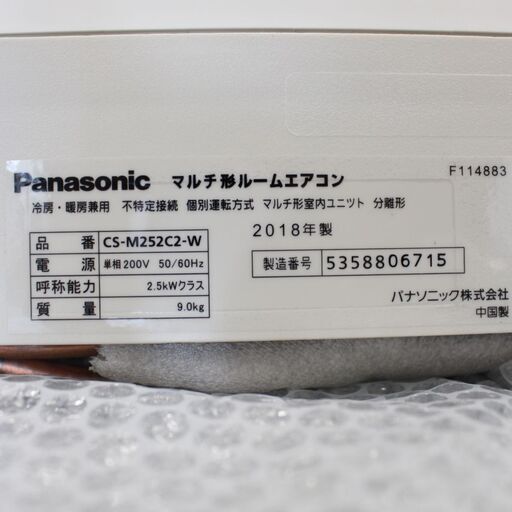 Panasonic マルチ形ルームエアコン F114883
冷房・暖房兼用 不特定接続 個別運転方式 マルチ形室内ユニット 分離形
品番 CS-M252C2-W
電源 単相200V 50/60Hz
呼称能力 2.5kWクラス
質量 9.0kg
2018年製
製造番号 5358806715
パナソニック株式会社
中国製